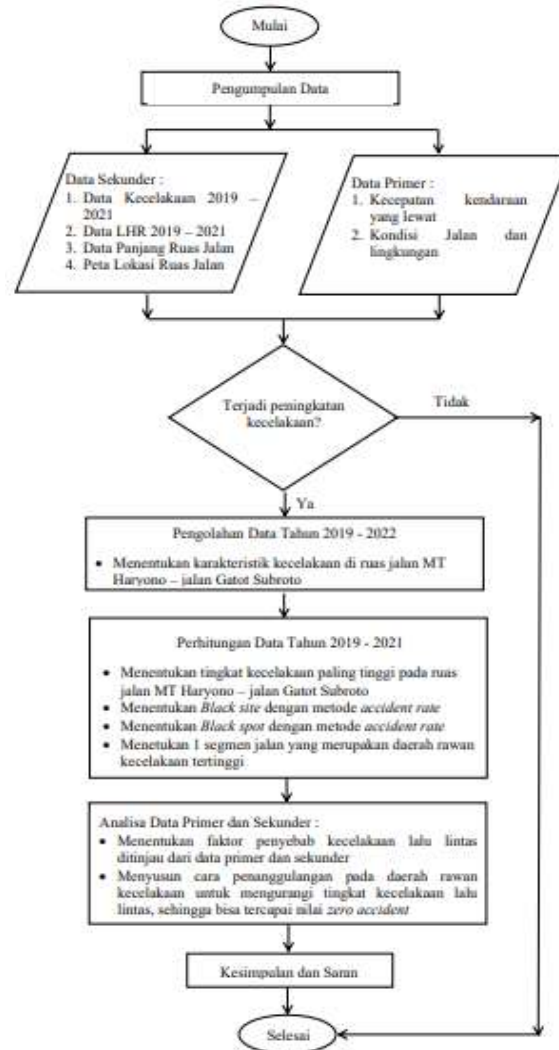 Mulai
Pengumpulan Data
Data Sekunder :
1. Data Kecelakaan 2019 –
2021
2. Data LHR 2019 – 2021
3. Data Panjang Ruas Jalan
4. Peta Lokasi Ruas Jalan
Data Primer :
1. Kecepatan kendaraan
yang lewat
2. Kondisi Jalan dan
lingkungan
Terjadi peningkatan
kecelakaan?
Tidak
Ya
Pengolahan Data Tahun 2019 - 2022
• Menentukan karakteristik kecelakaan di ruas jalan MT
Haryono – jalan Gatot Subroto
Perhitungan Data Tahun 2019 - 2021
• Menentukan tingkat kecelakaan paling tinggi pada ruas
jalan MT Haryono – jalan Gatot Subroto
• Menentukan Black site dengan metode accident rate
• Menentukan Black spot dengan metode accident rate
• Menetukan 1 segmen jalan yang merupakan daerah rawan
kecelakaan tertinggi
Analisa Data Primer dan Sekunder :
• Menentukan faktor penyebab kecelakaan lalu lintas
ditinjau dari data primer dan sekunder
• Menyusun cara penanggulangan pada daerah rawan
kecelakaan untuk mengurangi tingkat kecelakaan lalu
lintas, sehingga bisa tercapai nilai zero accident
Kesimpulan dan Saran
Selesai